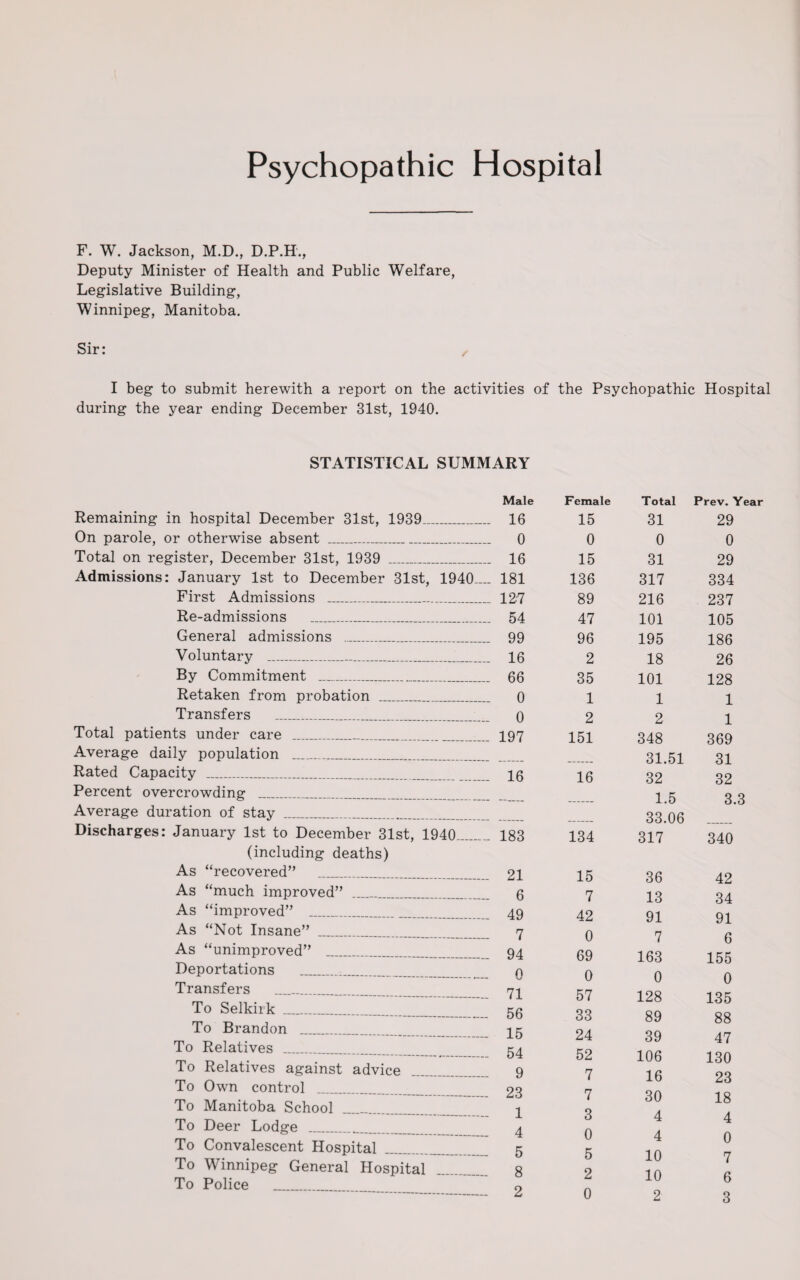 Psychopathic Hospital
F. W. Jackson, M.D., D.P.H.,
Deputy Minister of Health and Public Welfare,
Legislative Building,
Winnipeg, Manitoba.
Sir:
I beg to submit herewith a report on the activities of the Psychopathic Hospital
during the year ending December 31st, 1940.
STATISTICAL SUMMARY
Male Female Total Prev. Year
Remaining in hospital December 31st, 1939 16 15 31 29
On parole, or otherwise absent 0 0 0 0
Total on register, December 31st, 1939 16 15 31 29
Admissions: January 1st to December 31st, 1940 181 136 317 334
First Admissions 127 89 216 237
Re-admissions 54 47 101 105
General admissions 99 96 195 186
Voluntary 16 2 18 26
By Commitment 66 35 101 128
Retaken from probation 0 1 1 1
Transfers 0 2 2 1
Total patients under care 197 151 348 369
Average daily population 31.51 31
Rated Capacity 16 16 32 32
Percent overcrowding 1.5 3.3
Average duration of stay 33.06
Discharges: January 1st to December 31st, 1940 183 134 317 340
(including deaths)
As “recovered” 21 15 36 42
As “much improved” 6 7 13 34
As “improved” 49 42 91 91
As “Not Insane” 7 0 7 6
As “unimproved” 94 69 163 155
Deportations 0 0 0 0
Transfers 71 57 128 135
To Selkirk 56 33 89 88
To Brandon 15 24 39 47
To Relatives 54 52 106 130
To Relatives against advice 9 7 16 23
To Own control 23 7 30 18
To Manitoba School 1 3 4 4
To Deer Lodge 4 0 4 0
To Convalescent Hospital 5 5 10 7
To Winnipeg General Hospital 8 2 10 6
To Police 2 0 2 3